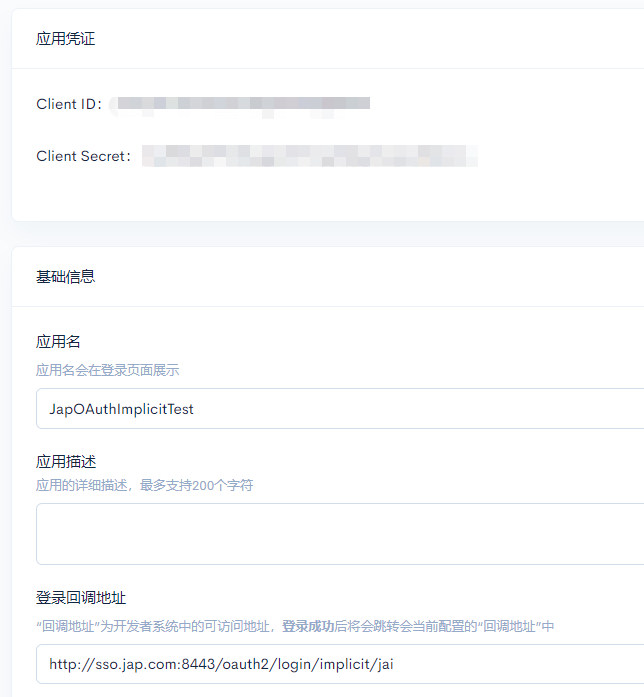 应用凭证
Client ID：
Client Secret：
基础信息
应用名
应用名会在登录页面展示
JapOAuthImplicitTest
应用描述
应用的详细描述，最多支持200个字符
登录回调地址
“回调地址”为开发者系统中的可访问地址，登录成功后将会跳转会当前配置的“回调地址”中
http://sso.jap.com:8443/oauth2/login/implicit/jai